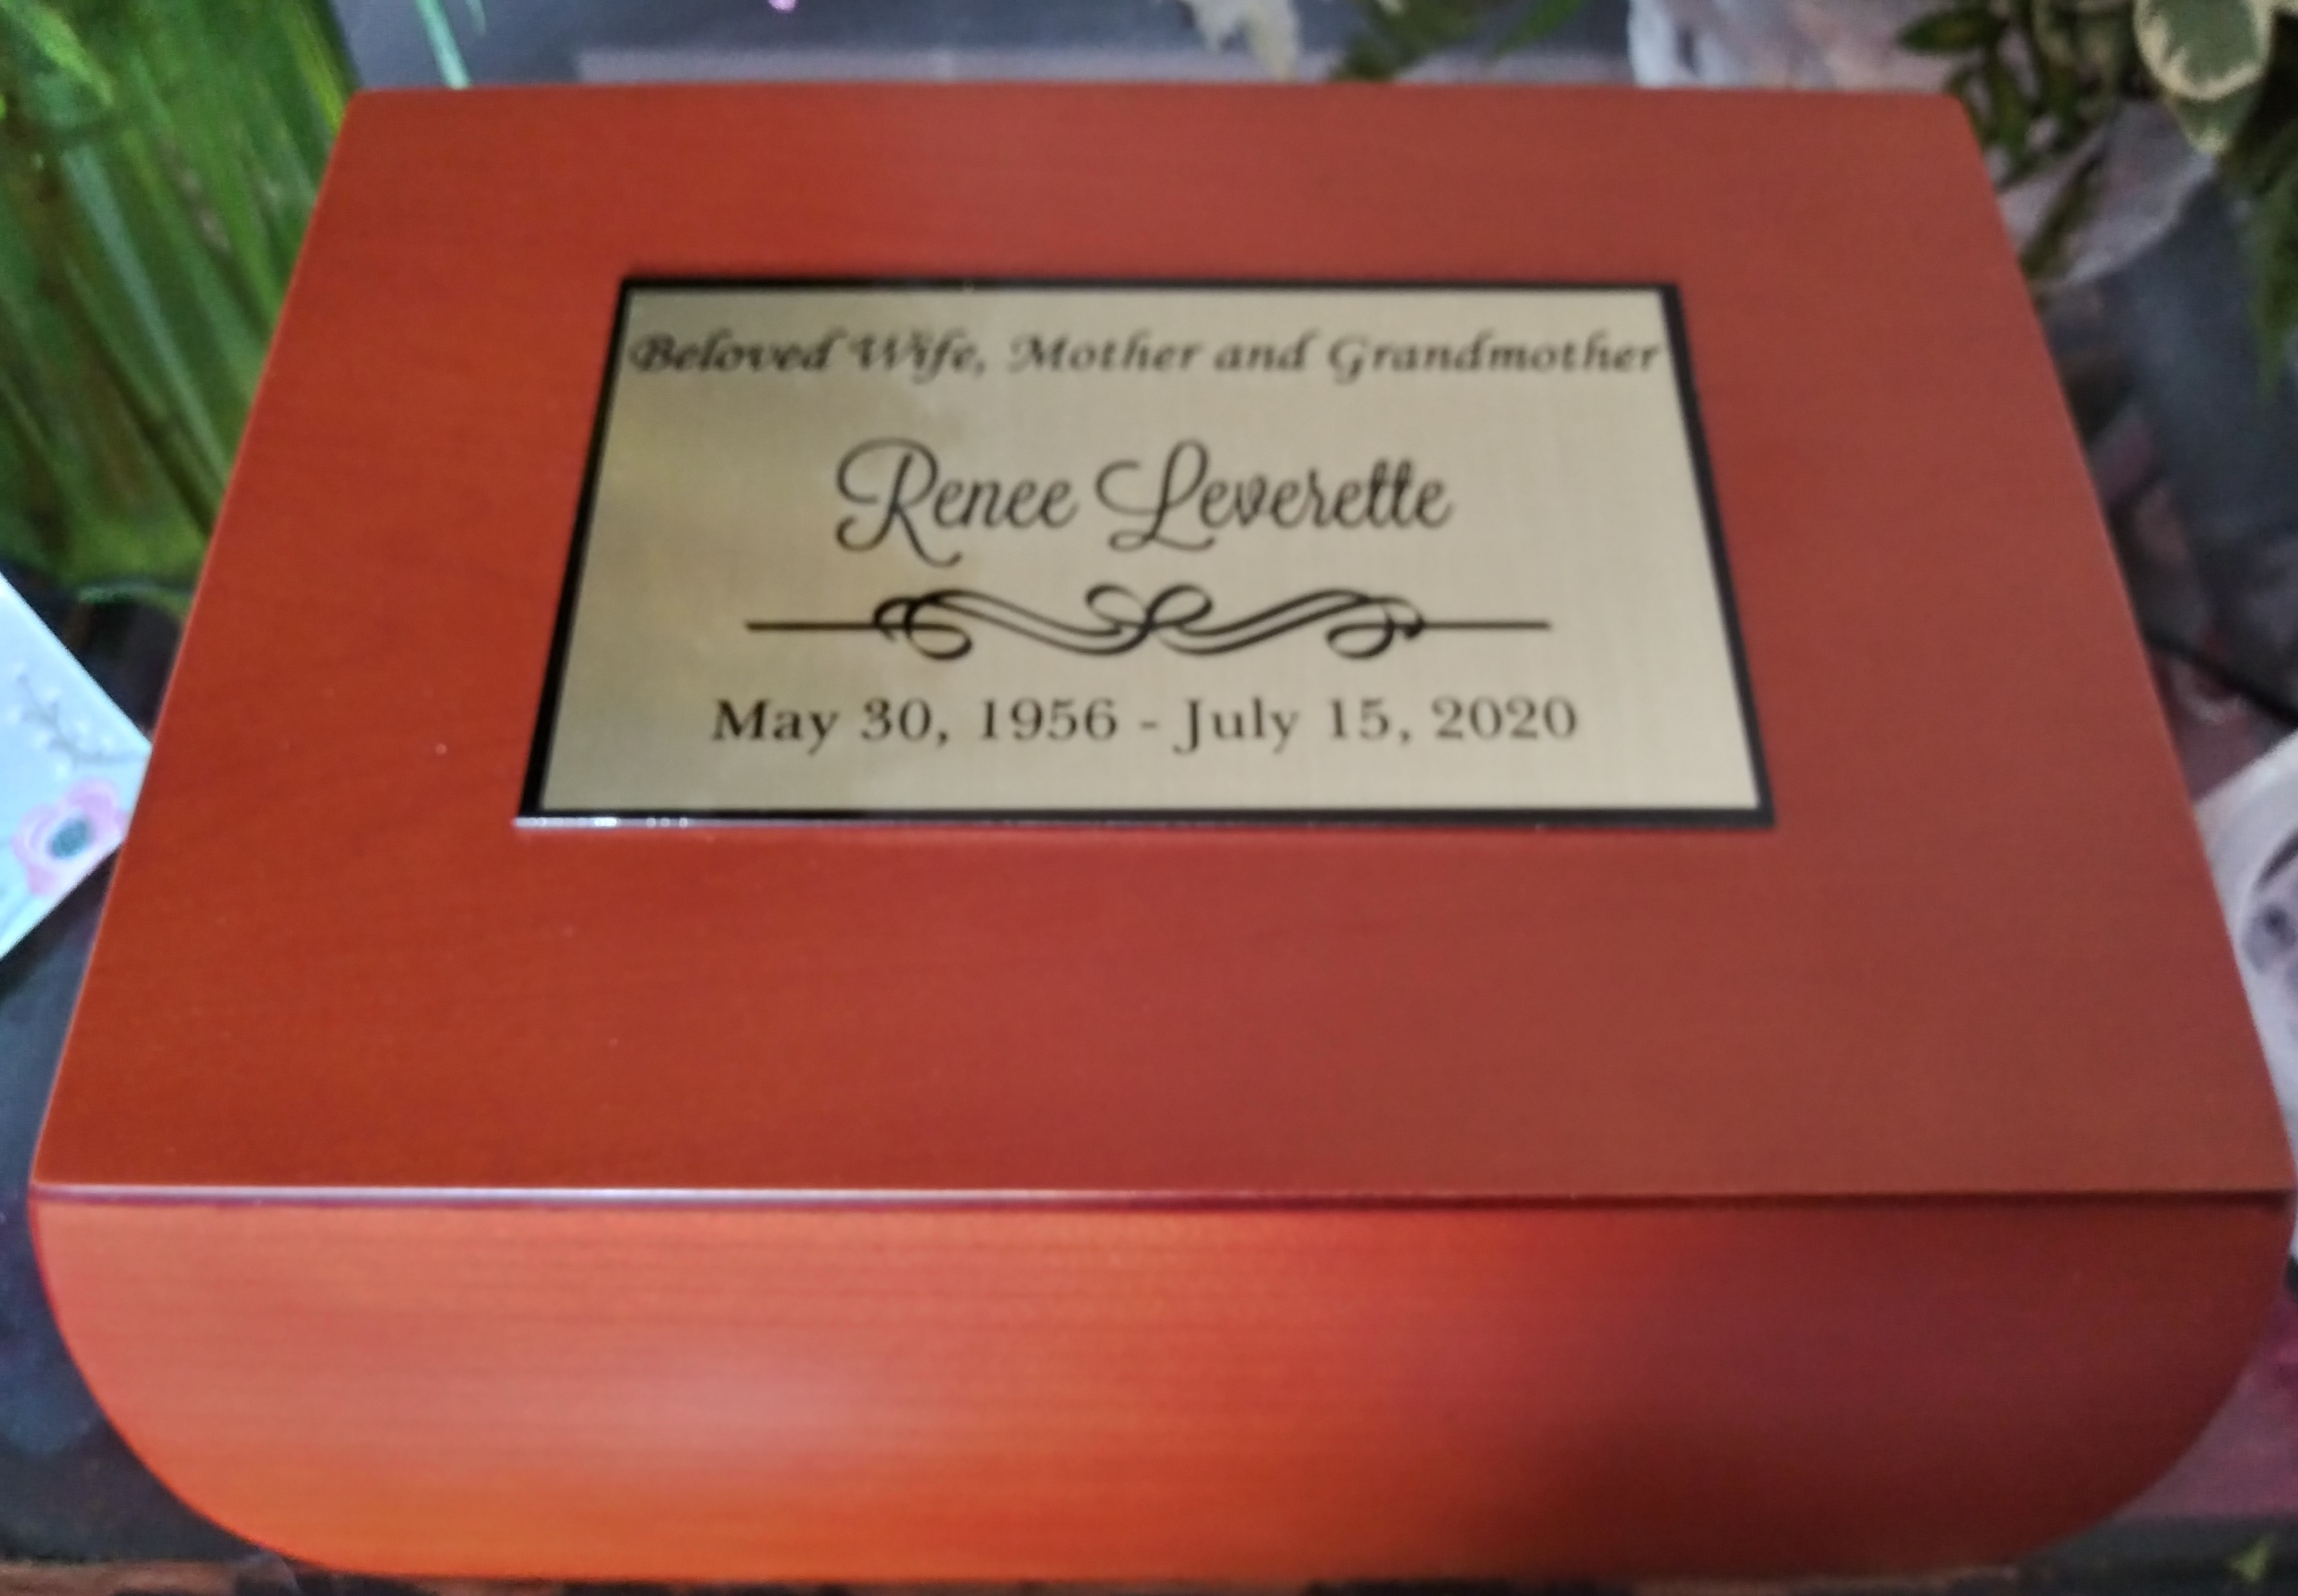 Beloved Wife, Mother and Grandmother
Renee Leverette
May 30, 1956 - July 15, 2020